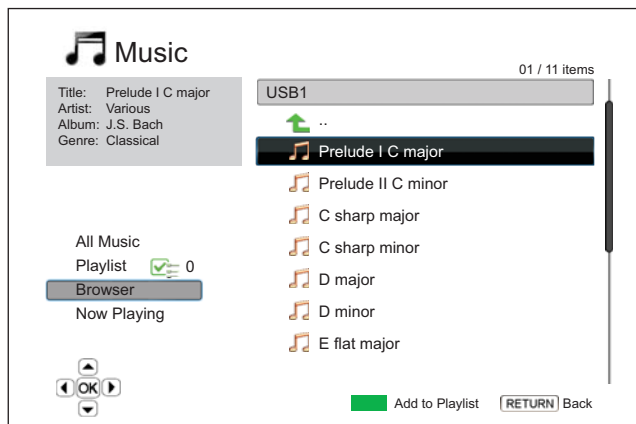 Music
01 / 11 items
Title: Prelude I C major
Artist: Various
Album: J.S. Bach
Genre: Classical
USB1
..
Prelude I C major
Prelude II C minor
C sharp major
C sharp minor
D major
D minor
E flat major
All Music
Playlist 0
Browser
Now Playing
OK
Add to Playlist RETURN Back